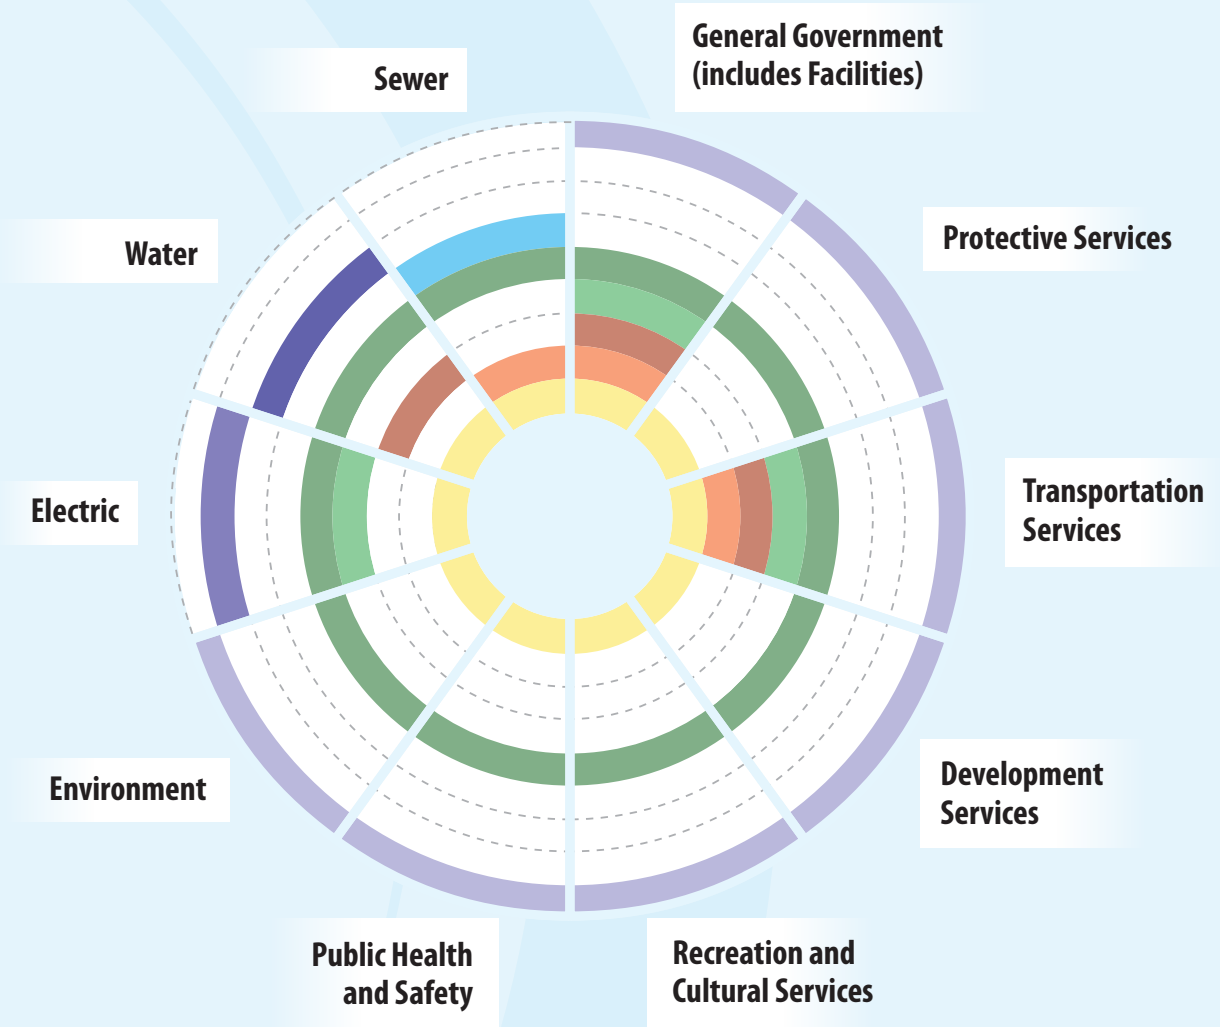 General Government
(includes Facilities)
Sewer
Protective Services
Water
Transportation
Services
Electric
Development
Services
Environment
Public Health
and Safety
Recreation and
Cultural Services